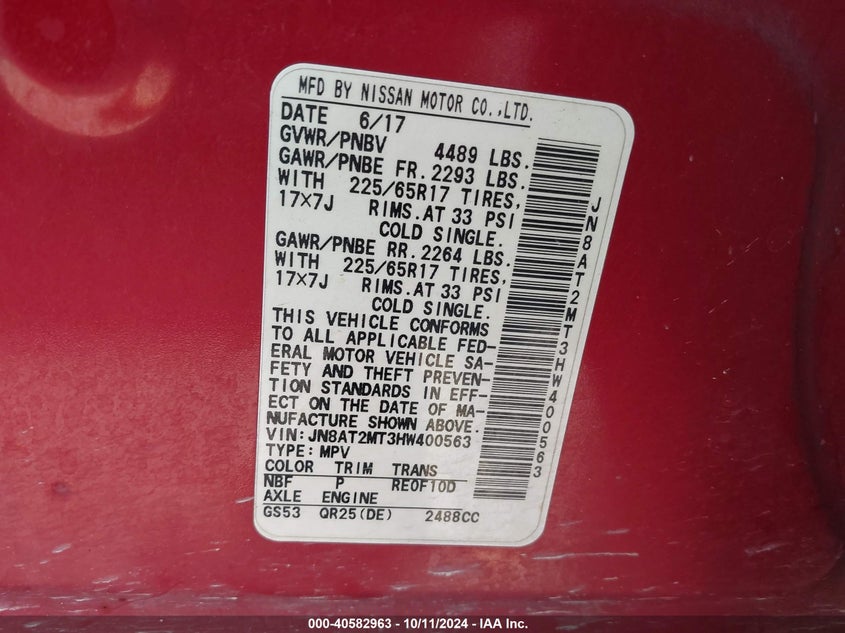 MFD BY NISSAN MOTOR CO.,LTD.
DATE 6/17
GVWR/PNBV 4489 LBS.
GAWR/PNBE FR. 2293 LBS.
WITH 225/65R17 TIRES,
17×7J RIMS. AT 33 PSI
COLD SINGLE.
GAWR/PNBE RR. 2264 LBS.
WITH 225/65R17 TIRES,
17×7J RIMS. AT 33 PSI
COLD SINGLE.
THIS VEHICLE CONFORMS
TO ALL APPLICABLE FED-
ERAL MOTOR VEHICLE SA-
FETY AND THEFT PREVEN-
TION STANDARDS IN EFF-
ECT ON THE DATE OF MA-
NUFACTURE SHOWN ABOVE.
VIN: JN8AT2MT3HW400563
TYPE: MPV
COLOR TRIM TRANS
NBF P RE0F10D
AXLE ENGINE
GS53 QR25(DE) 2488CC
JN8AT2MT3HW400563
000-40582963 - 10/11/2024 - IAA Inc.